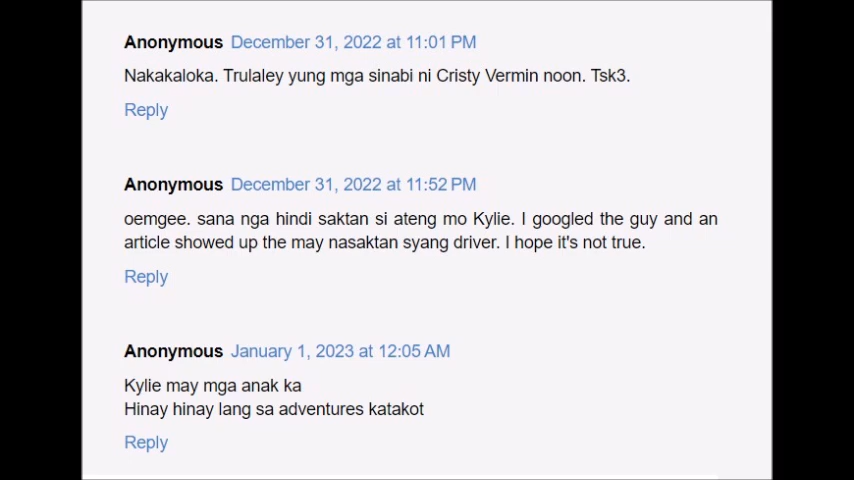 Anonymous December 31, 2022 at 11:01 PM
Nakakaloka. Trulaley yung mga sinabi ni Cristy Vermin noon. Tsk3.
Reply
Anonymous December 31, 2022 at 11:52 PM
oemgee. sana nga hindi saktan si ateng mo Kylie. I googled the guy and an
article showed up the may nasaktan syang driver. I hope it's not true.
Reply
Anonymous January 1, 2023 at 12:05 AM
Kylie may mga anak ka
Hinay hinay lang sa adventures katakot
Reply